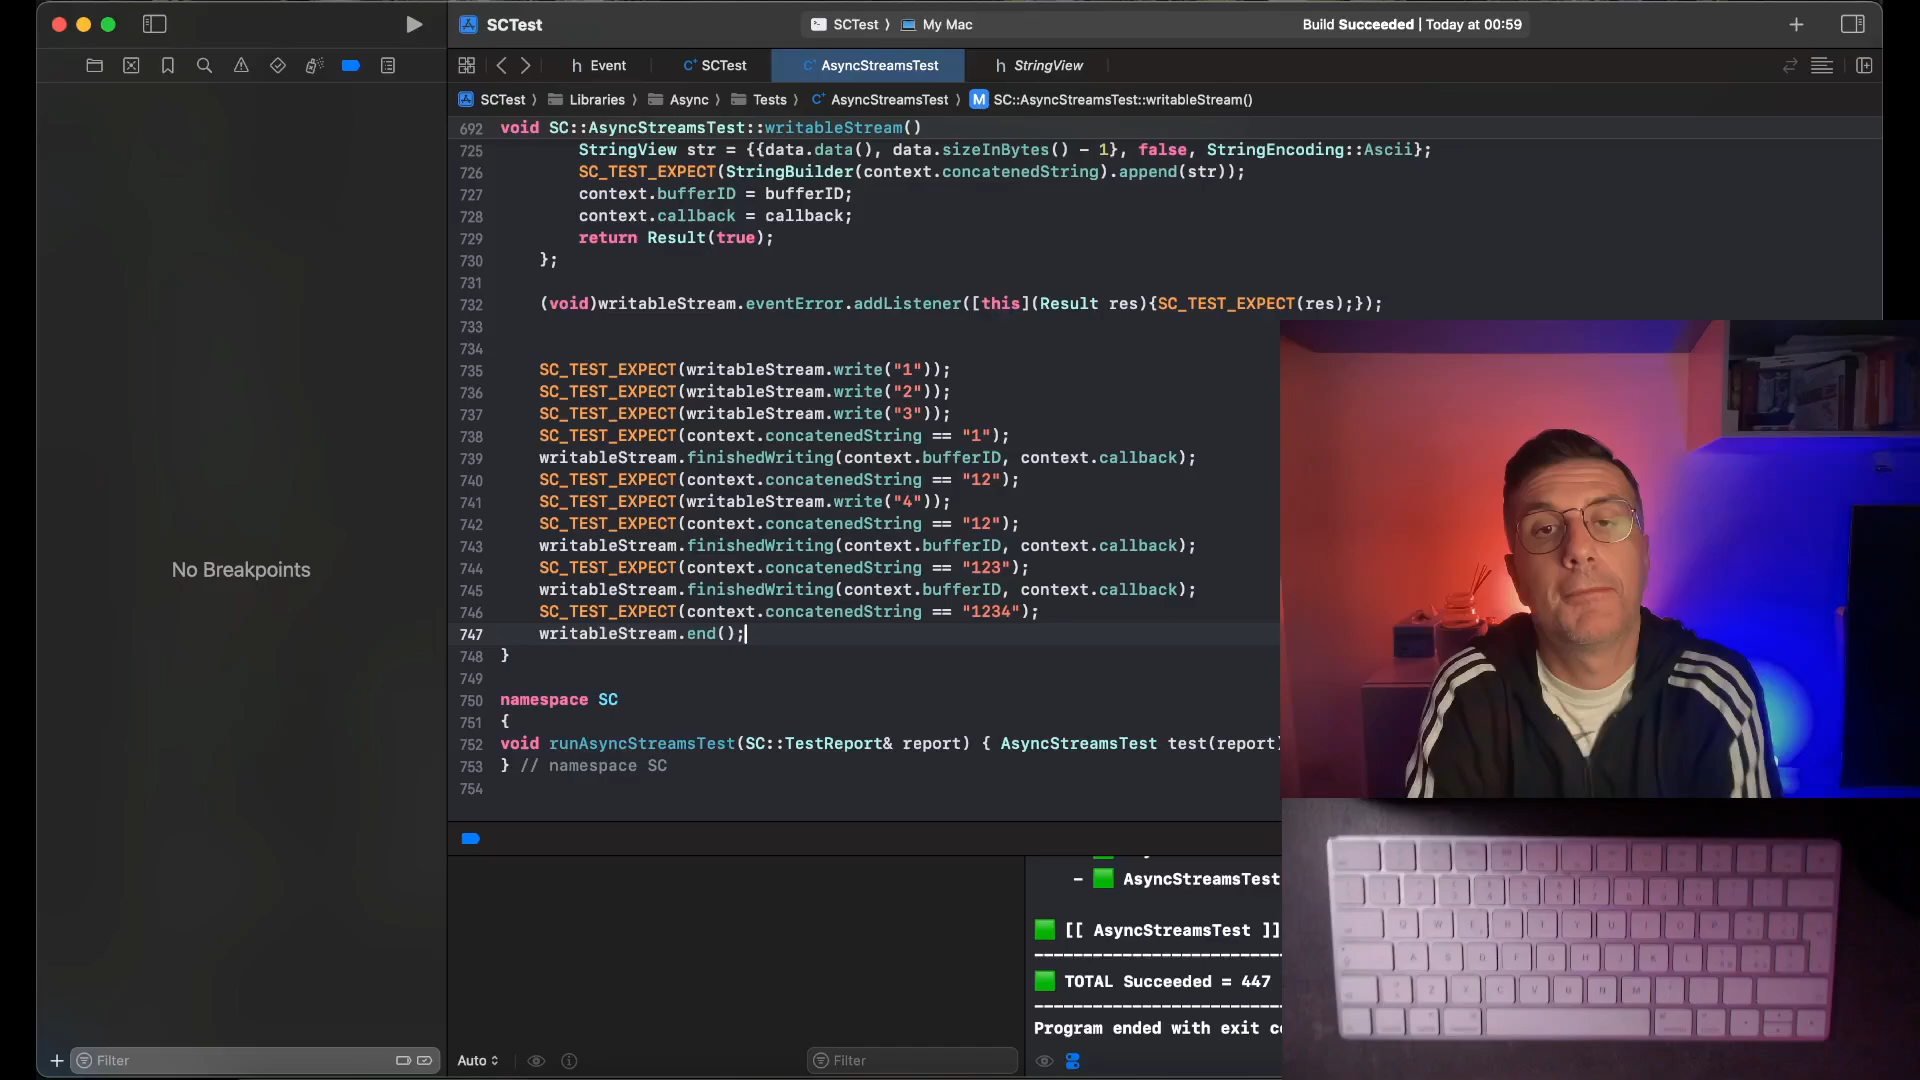 SCTest
SCTest 〉 My Mac
Build Succeeded | Today at 00:59
h Event
C+ SCTest
C+ AsyncStreamsTest
h StringView
SCTest 〉 Libraries 〉 Async 〉 Tests 〉 C+ AsyncStreamsTest 〉 M SC::AsyncStreamsTest::writableStream()
692 void SC::AsyncStreamsTest::writableStream()
725 StringView str = {{data.data(), data.sizeInBytes() - 1}, false, StringEncoding::Ascii};
726 SC_TEST_EXPECT(StringBuilder(context.concatenedString).append(str));
727 context.bufferID = bufferID;
728 context.callback = callback;
729 return Result(true);
730 };
731
732 (void)writableStream.eventError.addListener([this](Result res){SC_TEST_EXPECT(res);});
733
734
735 SC_TEST_EXPECT(writableStream.write("1"));
736 SC_TEST_EXPECT(writableStream.write("2"));
737 SC_TEST_EXPECT(writableStream.write("3"));
738 SC_TEST_EXPECT(context.concatenedString == "1");
739 writableStream.finishedWriting(context.bufferID, context.callback);
740 SC_TEST_EXPECT(context.concatenedString == "12");
741 SC_TEST_EXPECT(writableStream.write("4"));
742 SC_TEST_EXPECT(context.concatenedString == "12");
743 writableStream.finishedWriting(context.bufferID, context.callback);
744 SC_TEST_EXPECT(context.concatenedString == "123");
745 writableStream.finishedWriting(context.bufferID, context.callback);
746 SC_TEST_EXPECT(context.concatenedString == "1234");
747 writableStream.end();
748 }
749
750 namespace SC
751 {
752 void runAsyncStreamsTest(SC::TestReport& report) { AsyncStreamsTest test(report)
753 } // namespace SC
754
No Breakpoints
- AsyncStreamsTest
[[ AsyncStreamsTest ]]
TOTAL Succeeded = 447
Program ended with exit
Filter
Auto
Filter